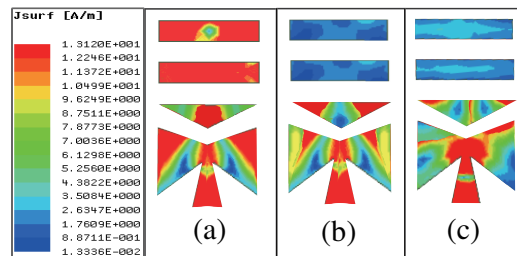 Jsurf [A/m]
1.3120E+001
1.2246E+001
1.1372E+001
1.0499E+001
9.6249E+000
8.7511E+000
7.8773E+000
7.0036E+000
6.1298E+000
5.2560E+000
4.3822E+000
3.5084E+000
2.6347E+000
1.7609E+000
8.8711E-001
1.3336E-002
(a)
(b)
(c)